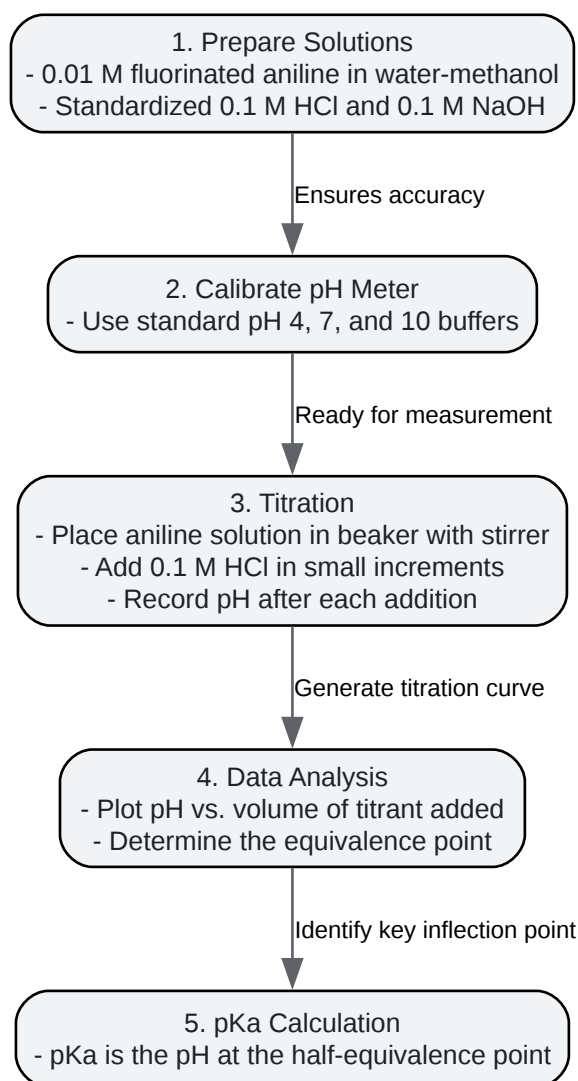 1. Prepare Solutions
- 0.01 M fluorinated aniline in water-methanol
- Standardized 0.1 M HCl and 0.1 M NaOH
Ensures accuracy
2. Calibrate pH Meter
- Use standard pH 4, 7, and 10 buffers
Ready for measurement
3. Titration
- Place aniline solution in beaker with stirrer
- Add 0.1 M HCl in small increments
- Record pH after each addition
Generate titration curve
4. Data Analysis
- Plot pH vs. volume of titrant added
- Determine the equivalence point
Identify key inflection point
5. pKa Calculation
- pKa is the pH at the half-equivalence point